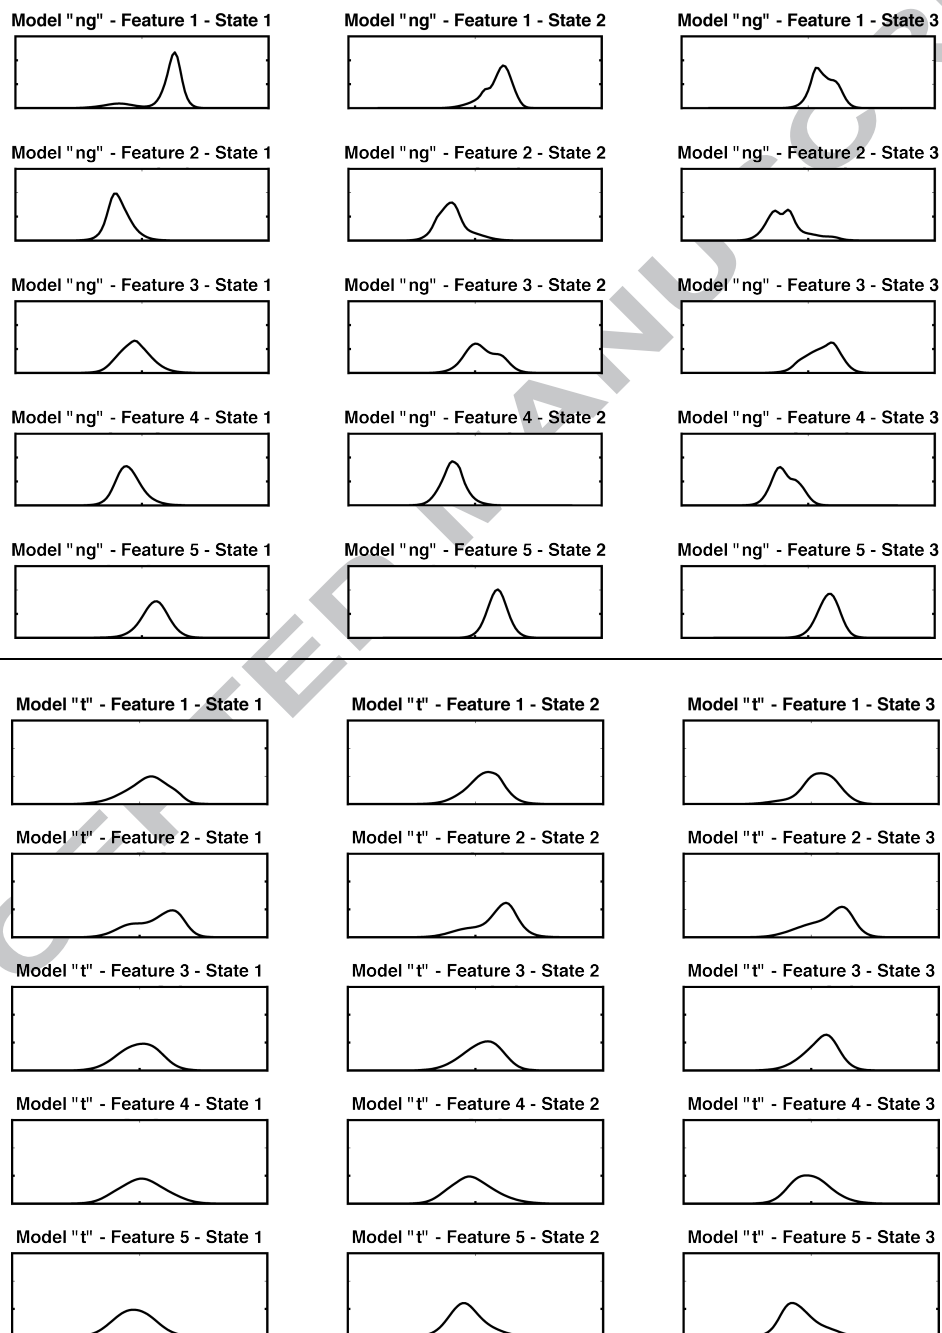 Model "ng" - Feature 1 - State 1
Model "ng" - Feature 1 - State 2
Model "ng" - Feature 1 - State 3
Model "ng" - Feature 2 - State 1
Model "ng" - Feature 2 - State 2
Model "ng" - Feature 2 - State 3
Model "ng" - Feature 3 - State 1
Model "ng" - Feature 3 - State 2
Model "ng" - Feature 3 - State 3
Model "ng" - Feature 4 - State 1
Model "ng" - Feature 4 - State 2
Model "ng" - Feature 4 - State 3
Model "ng" - Feature 5 - State 1
Model "ng" - Feature 5 - State 2
Model "ng" - Feature 5 - State 3
Model "t" - Feature 1 - State 1
Model "t" - Feature 1 - State 2
Model "t" - Feature 1 - State 3
Model "t" - Feature 2 - State 1
Model "t" - Feature 2 - State 2
Model "t" - Feature 2 - State 3
Model "t" - Feature 3 - State 1
Model "t" - Feature 3 - State 2
Model "t" - Feature 3 - State 3
Model "t" - Feature 4 - State 1
Model "t" - Feature 4 - State 2
Model "t" - Feature 4 - State 3
Model "t" - Feature 5 - State 1
Model "t" - Feature 5 - State 2
Model "t" - Feature 5 - State 3